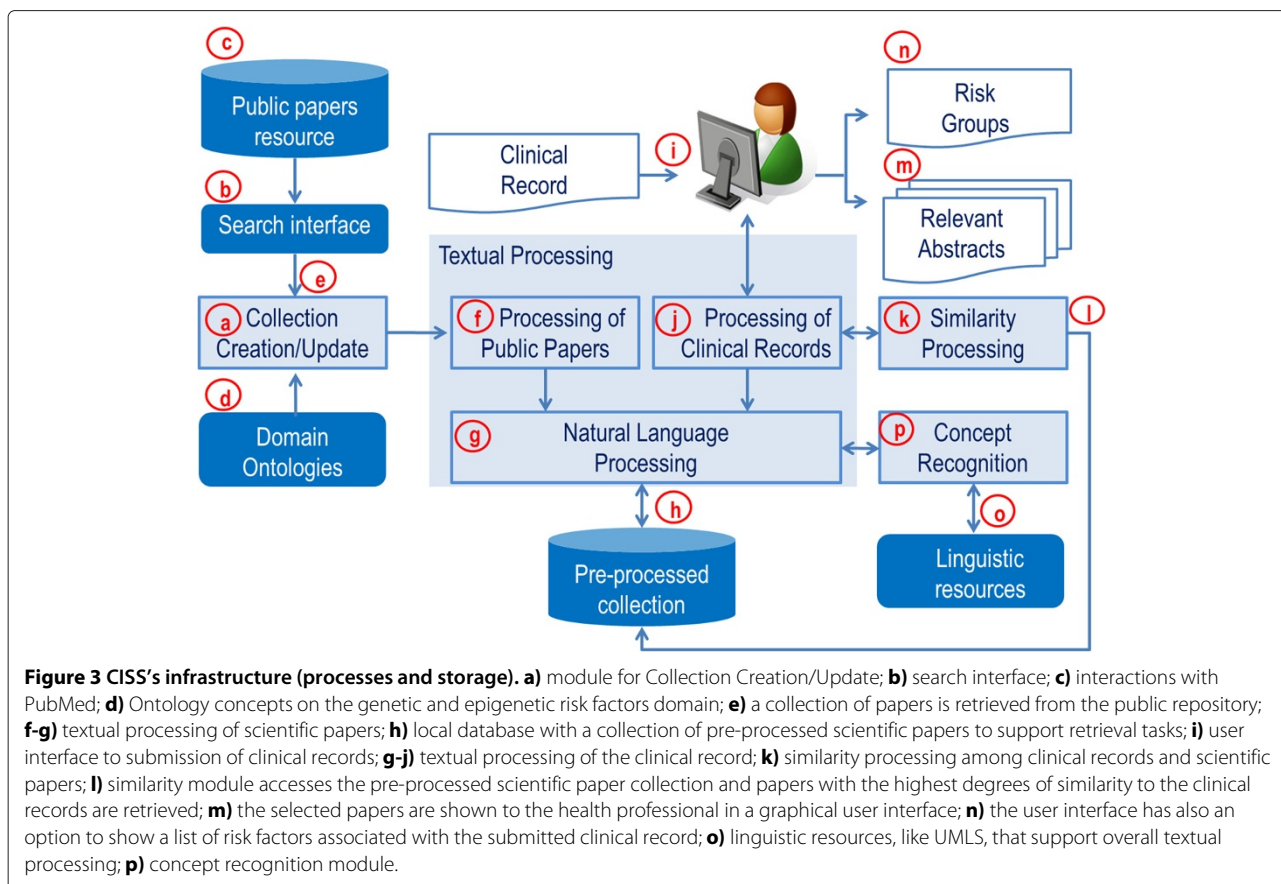 c
Public papers
resource
b
Search interface
e
a
Collection
Creation/Update
d
Domain
Ontologies
Clinical
Record
i
n
Risk
Groups
m
Relevant
Abstracts
Textual Processing
f
Processing of
Public Papers
j
Processing of
Clinical Records
k
Similarity
Processing
l
g
Natural Language
Processing
p
Concept
Recognition
h
o
Pre-processed
collection
Linguistic
resources
Figure 3 CISS's infrastructure (processes and storage). a) module for Collection Creation/Update; b) search interface; c) interactions with
PubMed; d) Ontology concepts on the genetic and epigenetic risk factors domain; e) a collection of papers is retrieved from the public repository;
f-g) textual processing of scientific papers; h) local database with a collection of pre-processed scientific papers to support retrieval tasks; i) user
interface to submission of clinical records; g-j) textual processing of the clinical record; k) similarity processing among clinical records and scientific
papers; l) similarity module accesses the pre-processed scientific paper collection and papers with the highest degrees of similarity to the clinical
records are retrieved; m) the selected papers are shown to the health professional in a graphical user interface; n) the user interface has also an
option to show a list of risk factors associated with the submitted clinical record; o) linguistic resources, like UMLS, that support overall textual
processing; p) concept recognition module.